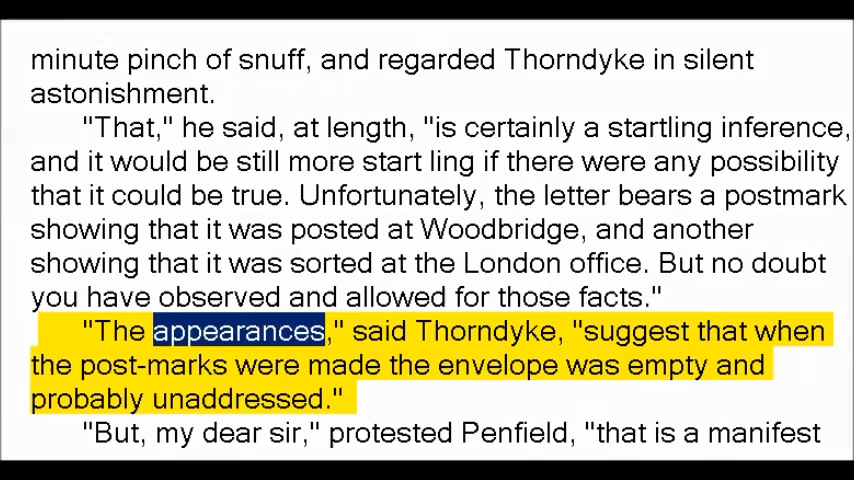 minute pinch of snuff, and regarded Thorndyke in silent
astonishment.
"That," he said, at length, "is certainly a startling inference,
and it would be still more start ling if there were any possibility
that it could be true. Unfortunately, the letter bears a postmark
showing that it was posted at Woodbridge, and another
showing that it was sorted at the London office. But no doubt
you have observed and allowed for those facts."
"The appearances," said Thorndyke, "suggest that when
the post-marks were made the envelope was empty and
probably unaddressed."
"But, my dear sir," protested Penfield, "that is a manifest